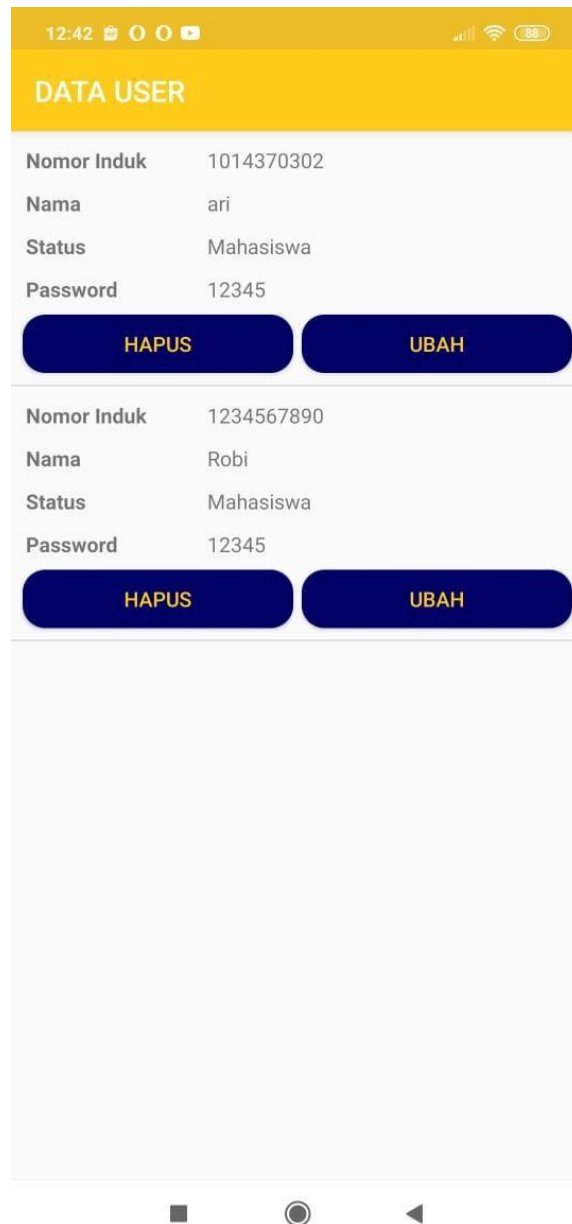 12:42 88
DATA USER
Nomor Induk 1014370302
Nama ari
Status Mahasiswa
Password 12345
HAPUS UBAH
Nomor Induk 1234567890
Nama Robi
Status Mahasiswa
Password 12345
HAPUS UBAH